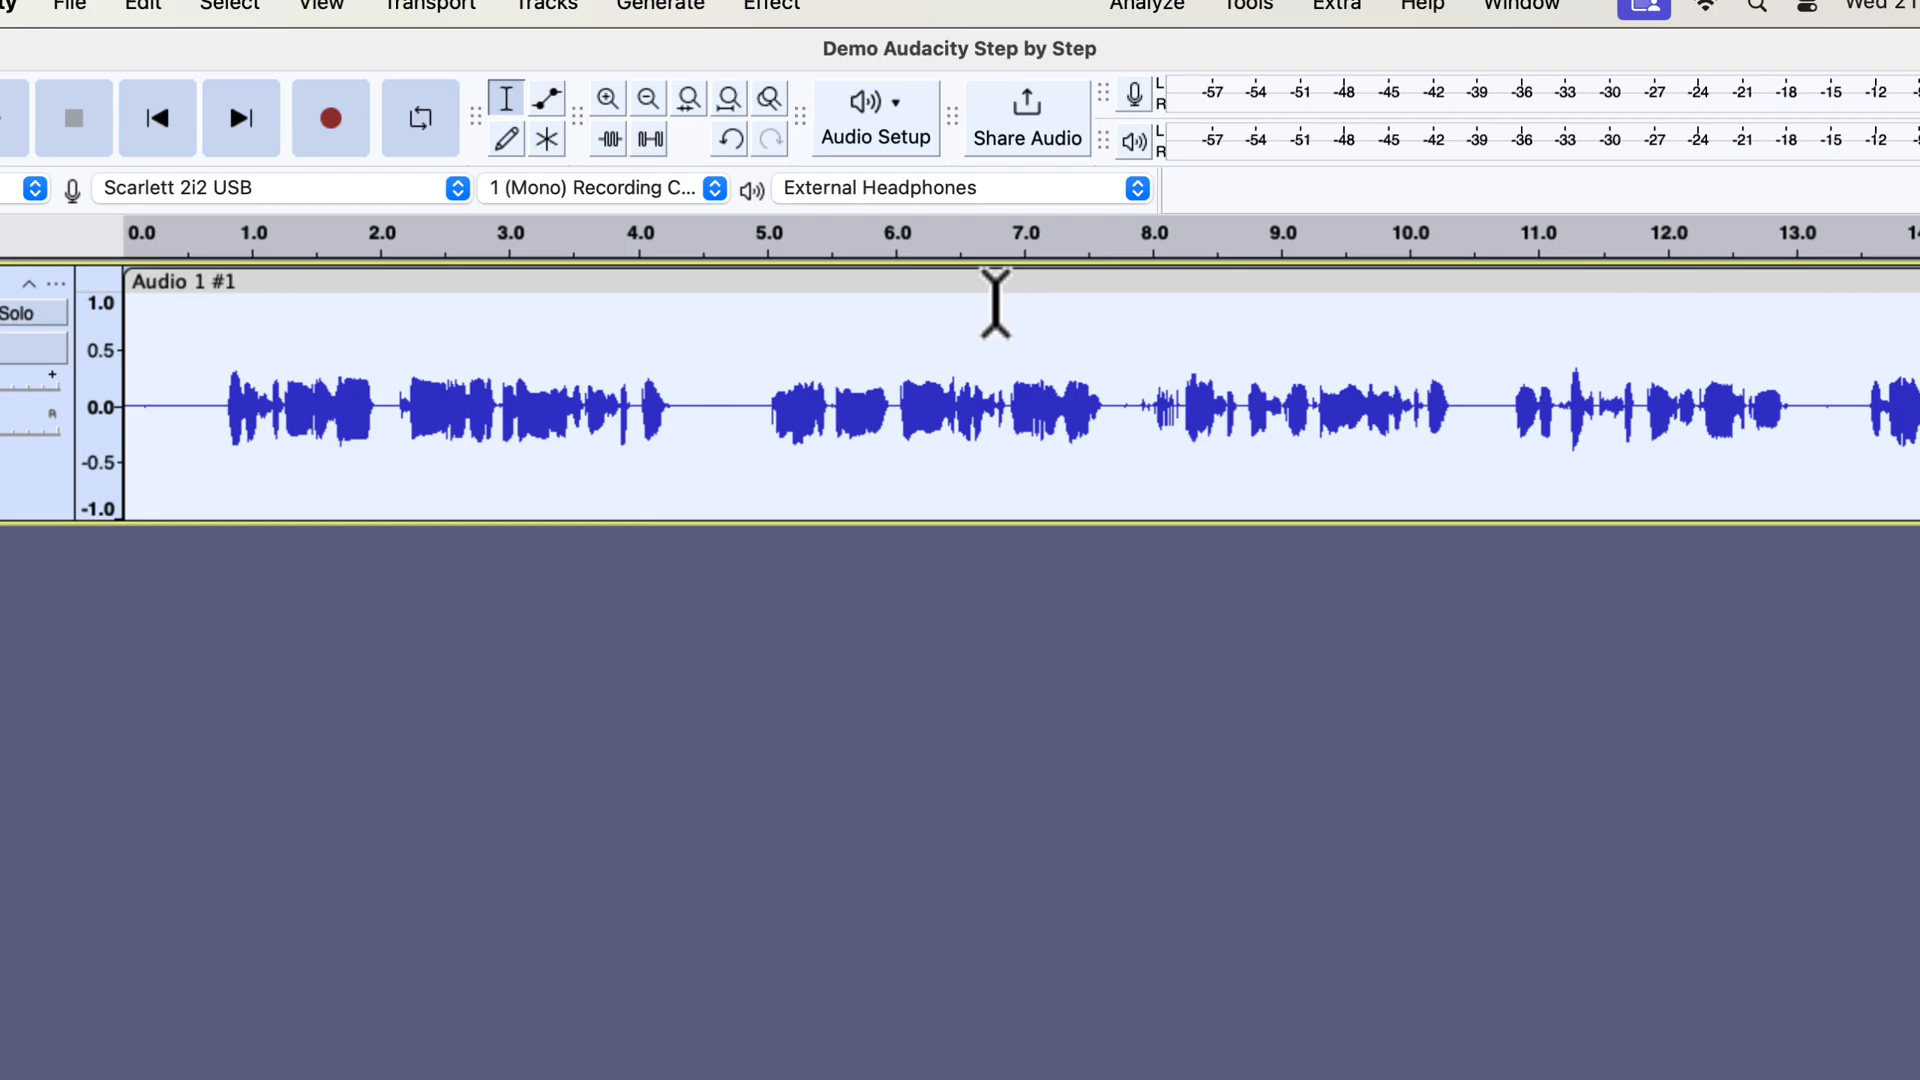 File Edit Select View Transport Tracks Generate Effect Analyze Tools Extra Help Window Wed 21
Demo Audacity Step by Step
Audio Setup Share Audio
L R -57 -54 -51 -48 -45 -42 -39 -36 -33 -30 -27 -24 -21 -18 -15 -12
L R -57 -54 -51 -48 -45 -42 -39 -36 -33 -30 -27 -24 -21 -18 -15 -12
Scarlett 2i2 USB 1 (Mono) Recording C... External Headphones
0.0 1.0 2.0 3.0 4.0 5.0 6.0 7.0 8.0 9.0 10.0 11.0 12.0 13.0
Audio 1 #1
Solo
R
1.0
0.5
0.0
-0.5
-1.0